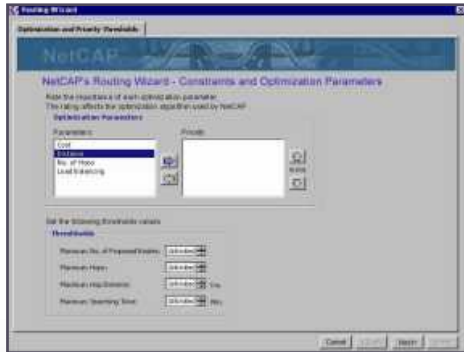 Routing Wizard
Optimization and Priority Thresholds
NetCAP
NetCAP's Routing Wizard - Constraints and Optimization Parameters
Rate the importance of each optimization parameter
The rating affects the optimization algorithm used by NetCAP
Optimization Parameters
Parameters
Priority
Cost
Distance
No. of Hops
Load Balancing
Set the following thresholds values
Thresholds
Maximum No. of Proposed Routes:
Maximum Hops:
Maximum Hop Distance:
Maximum Searching Time:
Cancel
Next>